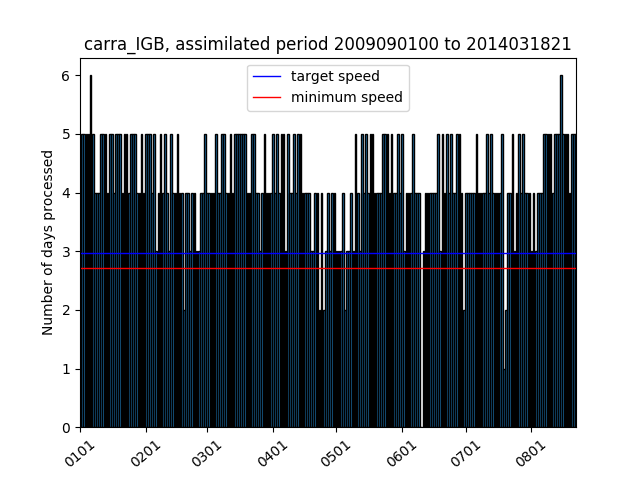 carra_IGB, assimilated period 2009090100 to 2014031821
target speed
minimum speed
Number of days processed
6
5
4
3
2
1
0
0101 0201 0301 0401 0501 0601 0701 0801